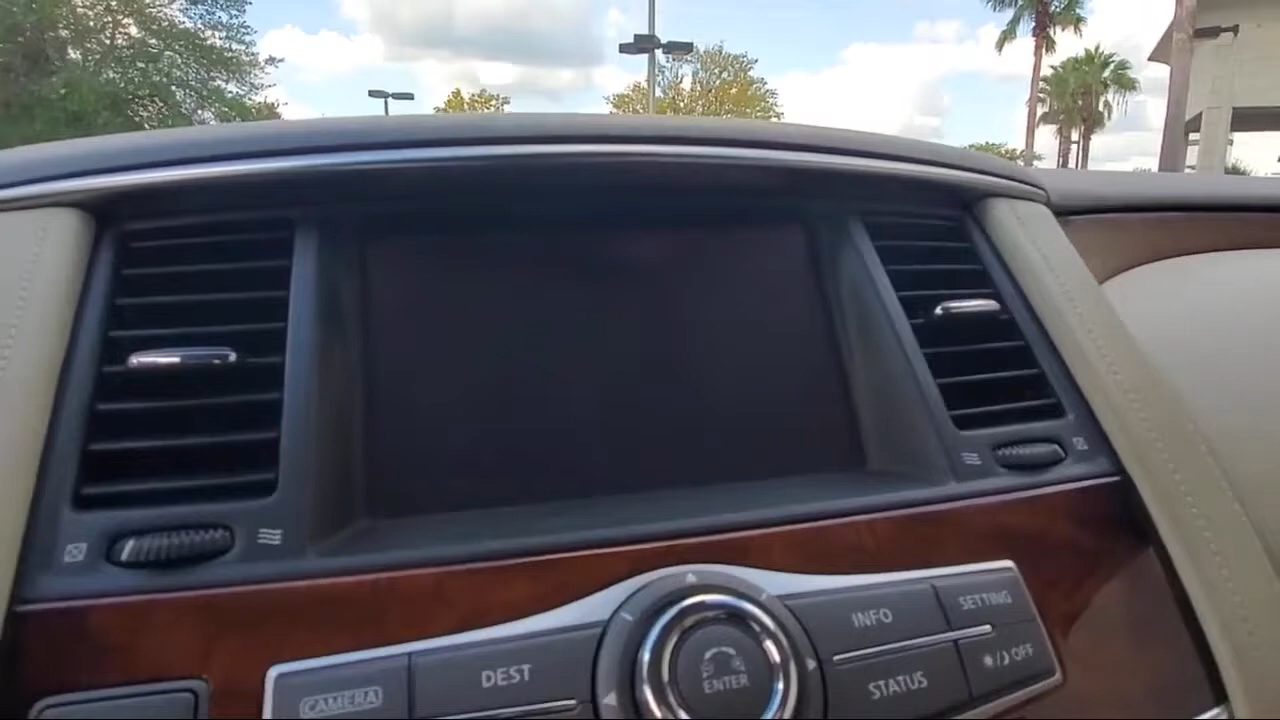 INFO
SETTING
DEST
ENTER
STATUS
OFF
CAMERA